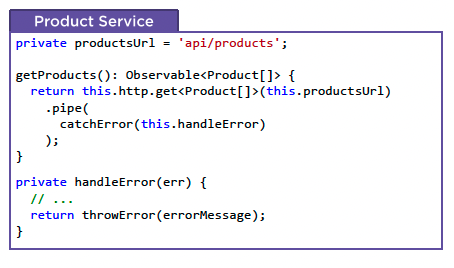 Product Service
private productsUrl = 'api/products';
getProducts(): Observable<Product[]> {
  return this.http.get<Product[]>(this.productsUrl)
    .pipe(
      catchError(this.handleError)
    );
}
private handleError(err) {
  // ...
  return throwError(errorMessage);
}